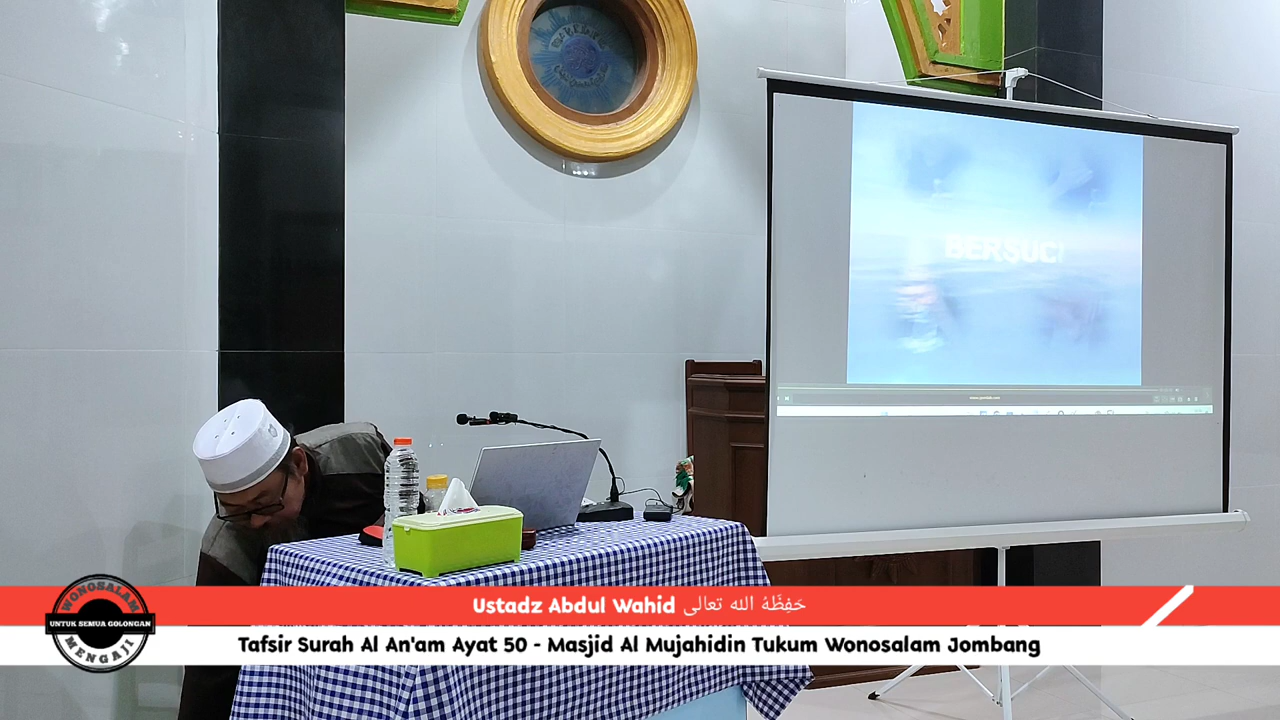 BERSUCI
Ustadz Abdul Wahid حَفِظَهُ الله تعالى
Tafsir Surah Al An'am Ayat 50 - Masjid Al Mujahidin Tukum Wonosalam Jombang
WONOSALAM
UNTUK SEMUA GOLONGAN
MENGAJI